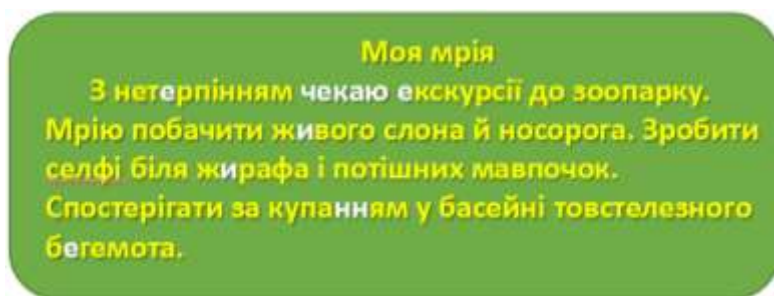 Моя мрія
З нетерпінням чекаю екскурсії до зоопарку.
Мрію побачити живого слона й носорога. Зробити
селфі біля жирафа і потішних мавпочок.
Спостерігати за купанням у басейні товстелезного
бегемота.